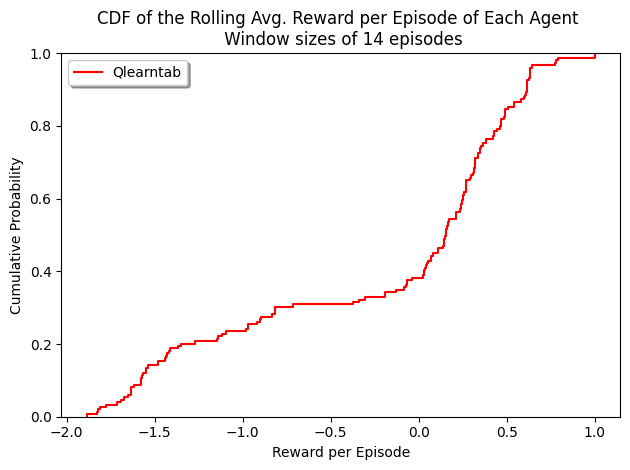 CDF of the Rolling Avg. Reward per Episode of Each Agent
Window sizes of 14 episodes
Qlearntab
1.0
0.8
0.6
0.4
0.2
0.0
Cumulative Probability
−2.0 −1.5 −1.0 −0.5 0.0 0.5 1.0
Reward per Episode